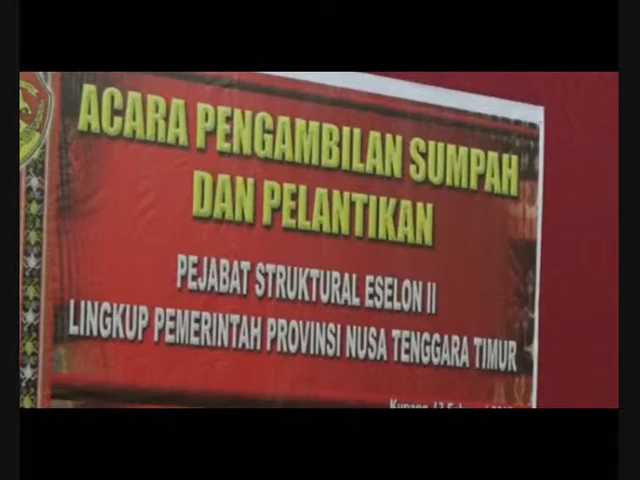 ACARA PENGAMBILAN SUMPAH
DAN PELANTIKAN
PEJABAT STRUKTURAL ESELON II
LINGKUP PEMERINTAH PROVINSI NUSA TENGGARA TIMUR
Kupang,